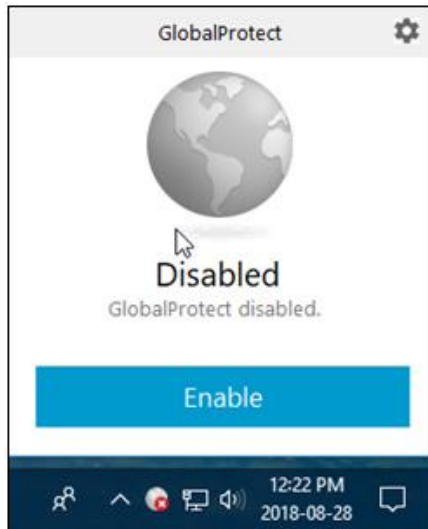 GlobalProtect
Disabled
GlobalProtect disabled.
Enable
12:22 PM
2018-08-28